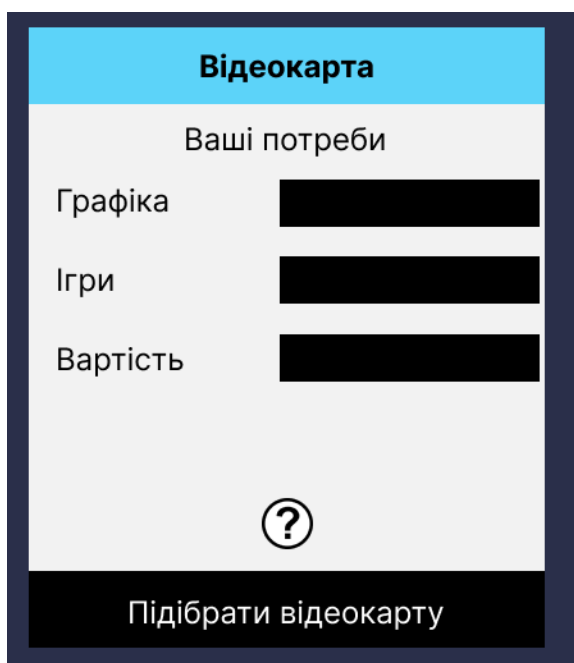 Відеокарта
Ваші потреби
Графіка
Ігри
Вартість
?
Підібрати відеокарту